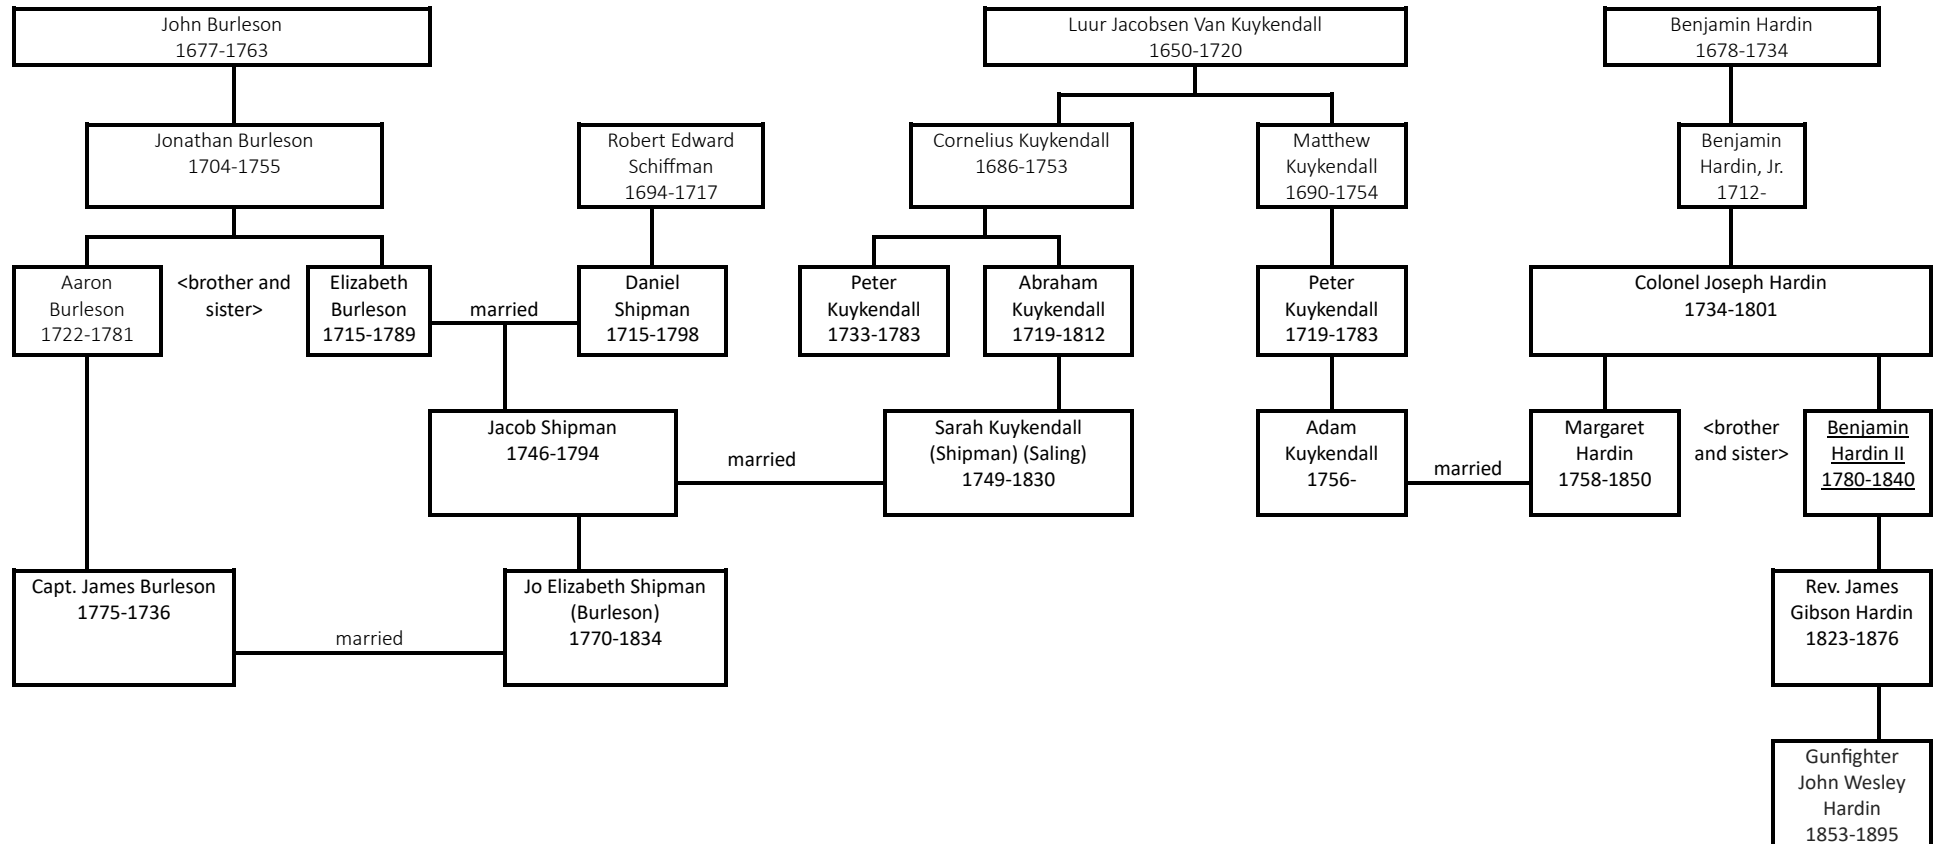 John Burleson
1677-1763
Luur Jacobsen Van Kuykendall
1650-1720
Benjamin Hardin
1678-1734
Jonathan Burleson
1704-1755
Robert Edward
Schiffman
1694-1717
Cornelius Kuykendall
1686-1753
Matthew
Kuykendall
1690-1754
Benjamin
Hardin, Jr.
1712-
Aaron
Burleson
1722-1781
<brother and
sister>
Elizabeth
Burleson
1715-1789
married
Daniel
Shipman
1715-1798
Peter
Kuykendall
1733-1783
Abraham
Kuykendall
1719-1812
Peter
Kuykendall
1719-1783
Colonel Joseph Hardin
1734-1801
Jacob Shipman
1746-1794
married
Sarah Kuykendall
(Shipman) (Saling)
1749-1830
Adam
Kuykendall
1756-
married
Margaret
Hardin
1758-1850
<brother
and sister>
Benjamin
Hardin II
1780-1840
Capt. James Burleson
1775-1736
married
Jo Elizabeth Shipman
(Burleson)
1770-1834
Rev. James
Gibson Hardin
1823-1876
Gunfighter
John Wesley
Hardin
1853-1895